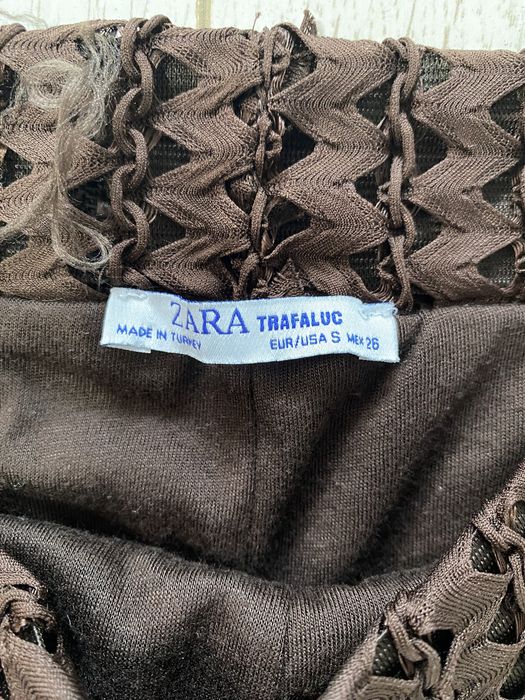 ZARA TRAFALUC
MADE IN TURKEY EUR/USA S MEX 26